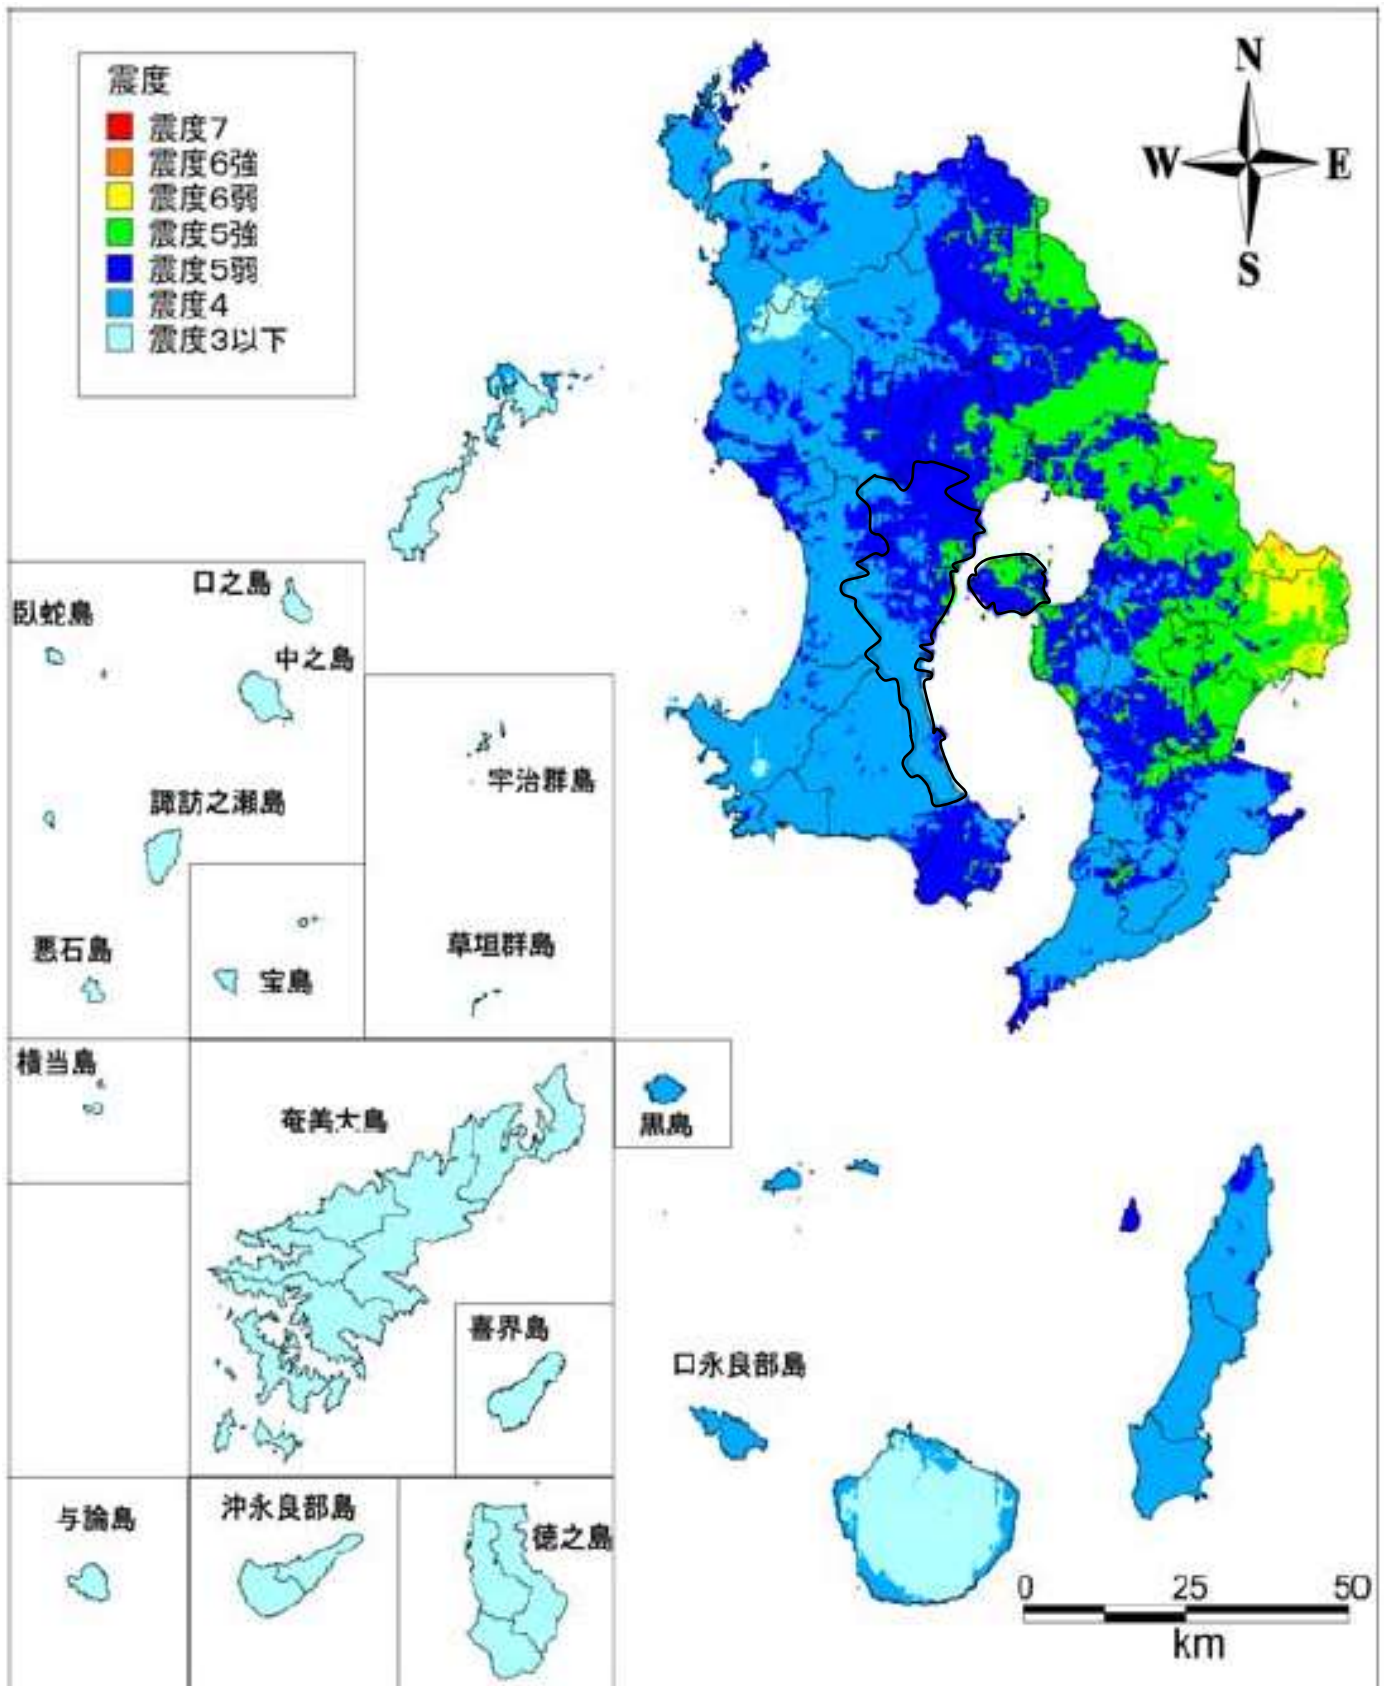 震度
震度7
震度6強
震度6弱
震度5強
震度5弱
震度4
震度3以下
N
W
E
S
口之島
臥蛇島
中之島
諏訪之瀬島
悪石島
宝島
宇治群島
草垣群島
横当島
奄美大島
黒島
喜界島
口永良部島
与論島
沖永良部島
徳之島
0 25 50
km